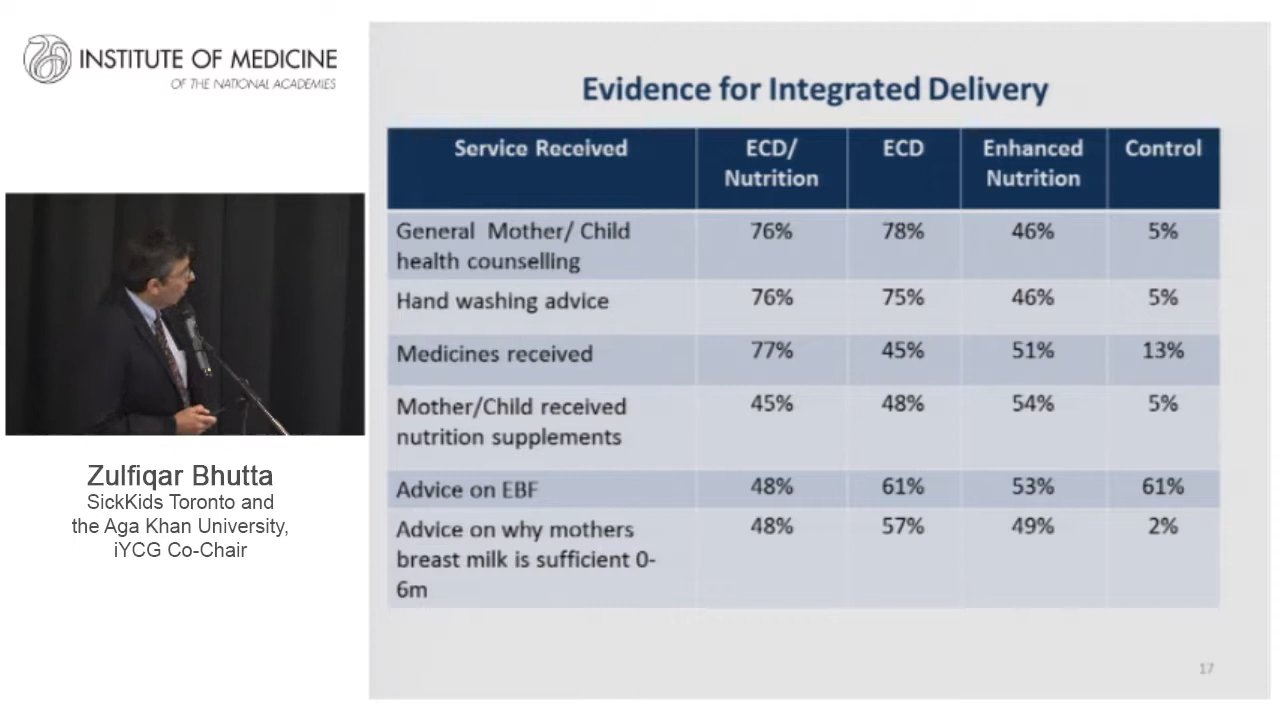 INSTITUTE OF MEDICINE
OF THE NATIONAL ACADEMIES
Zulfiqar Bhutta
SickKids Toronto and
the Aga Khan University,
iYCG Co-Chair
Evidence for Integrated Delivery
Service Received ECD/ ECD Enhanced Control
Nutrition Nutrition
General Mother/ Child 76% 78% 46% 5%
health counselling
Hand washing advice 76% 75% 46% 5%
Medicines received 77% 45% 51% 13%
Mother/Child received 45% 48% 54% 5%
nutrition supplements
Advice on EBF 48% 61% 53% 61%
Advice on why mothers 48% 57% 49% 2%
breast milk is sufficient 0-
6m
17